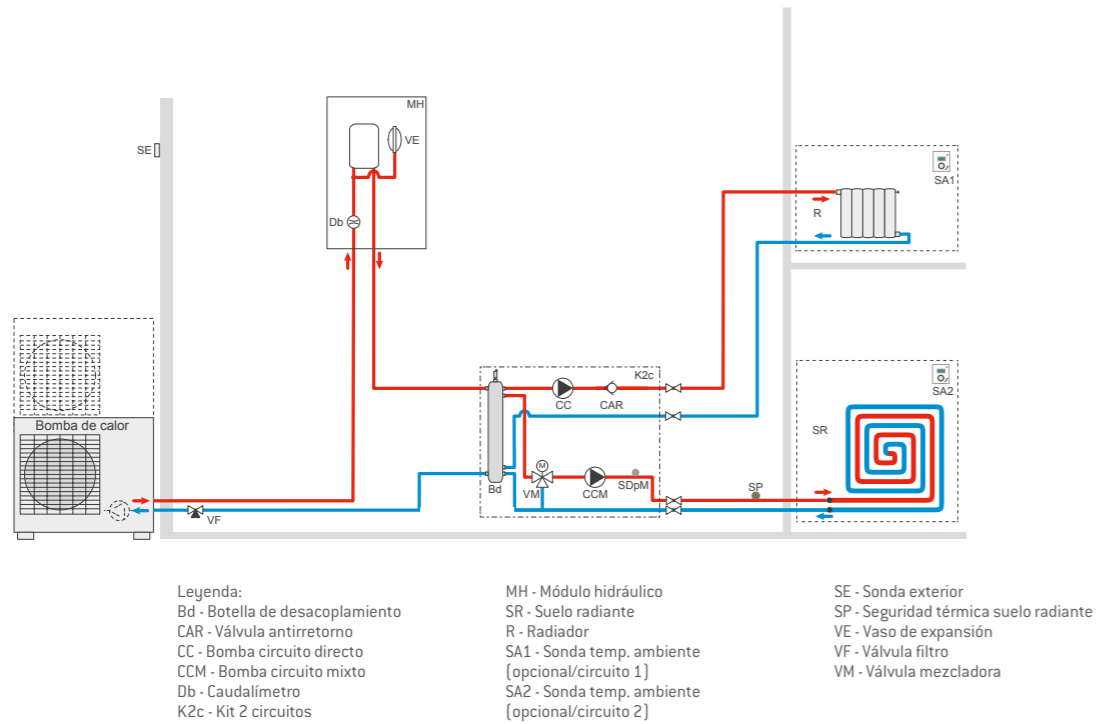 MH
VE
SE
Db
SA1
R
Bomba de calor
K2c
CC
CAR
SA2
SR
M
VM
CCM
SDpM
SP
Bd
VF
Leyenda:
Bd - Botella de desacoplamiento
CAR - Válvula antirretorno
CC - Bomba circuito directo
CCM - Bomba circuito mixto
Db - Caudalímetro
K2c - Kit 2 circuitos
MH - Módulo hidráulico
SR - Suelo radiante
R - Radiador
SA1 - Sonda temp. ambiente
(opcional/circuito 1)
SA2 - Sonda temp. ambiente
(opcional/circuito 2)
SE - Sonda exterior
SP - Seguridad térmica suelo radiante
VE - Vaso de expansión
VF - Válvula filtro
VM - Válvula mezcladora